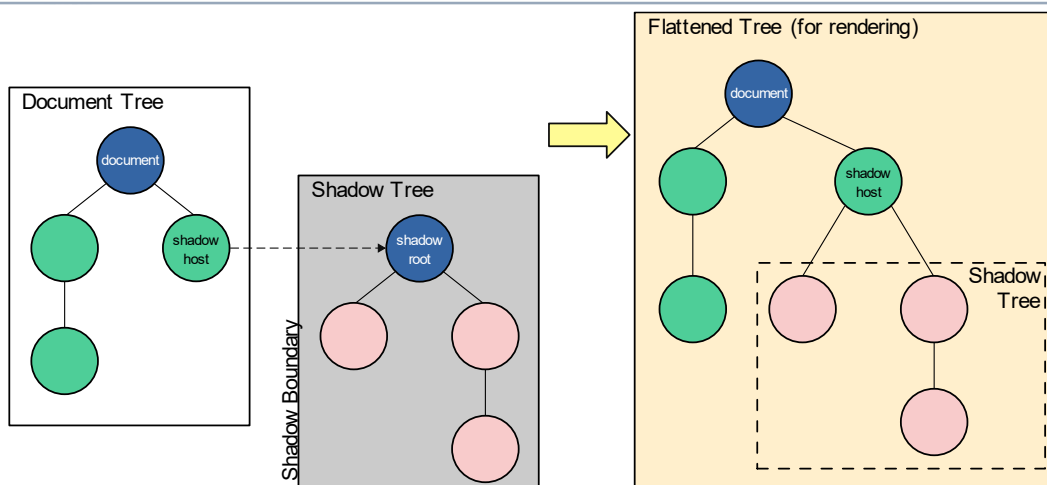 Document Tree
document
shadow
host
Shadow Boundary
Shadow Tree
shadow
root
Flattened Tree (for rendering)
document
shadow
host
Shadow
Tree